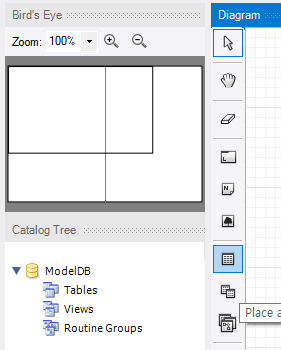 Bird's Eye
Diagram
Zoom: 100%
Catalog Tree
ModelDB
Tables
Views
Routine Groups
Place